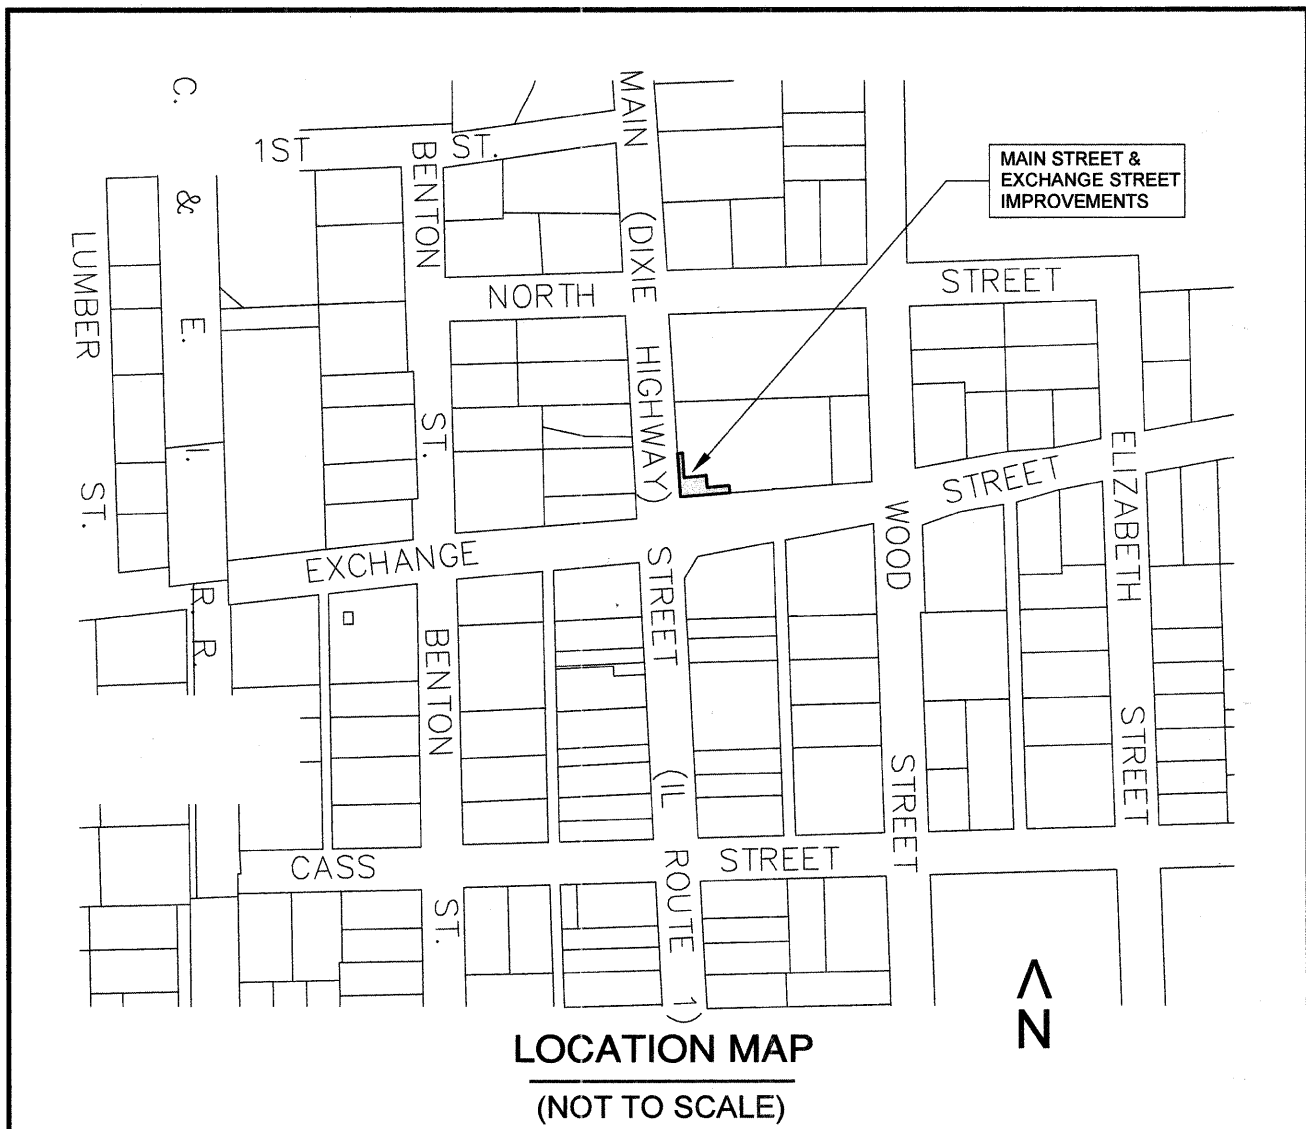 C. & E. I. R. R.
1ST ST.
MAIN (DIXIE HIGHWAY) STREET (IL ROUTE 1)
MAIN STREET &
EXCHANGE STREET
IMPROVEMENTS
BENTON ST.
LUMBER ST.
NORTH STREET
EXCHANGE STREET
WOOD STREET
ELIZABETH STREET
BENTON ST.
CASS STREET
N
LOCATION MAP
(NOT TO SCALE)